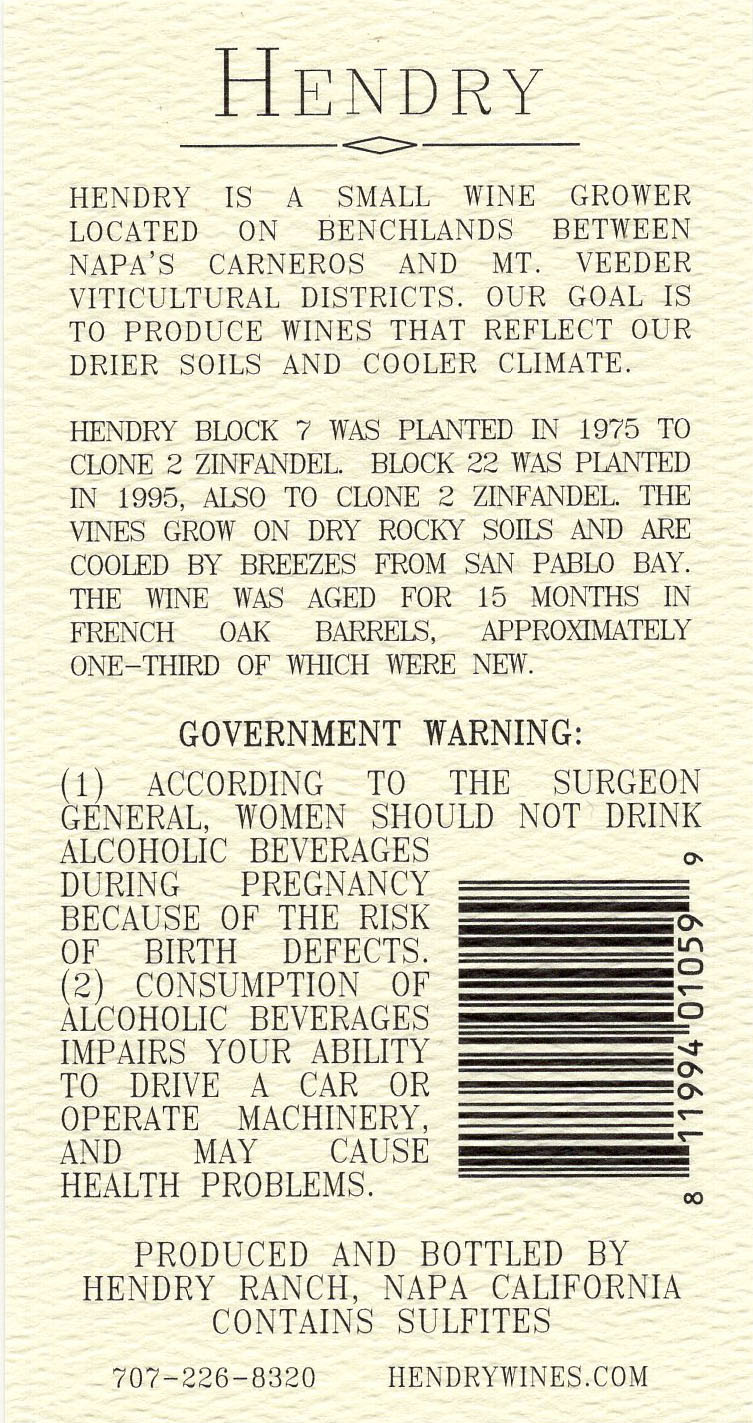 HENDRY
HENDRY IS A SMALL WINE GROWER
LOCATED ON BENCHLANDS BETWEEN
NAPA'S CARNEROS AND MT. VEEDER
VITICULTURAL DISTRICTS. OUR GOAL IS
TO PRODUCE WINES THAT REFLECT OUR
DRIER SOILS AND COOLER CLIMATE.
HENDRY BLOCK 7 WAS PLANTED IN 1975 TO
CLONE 2 ZINFANDEL. BLOCK 22 WAS PLANTED
IN 1995, ALSO TO CLONE 2 ZINFANDEL. THE
VINES GROW ON DRY ROCKY SOILS AND ARE
COOLED BY BREEZES FROM SAN PABLO BAY.
THE WINE WAS AGED FOR 15 MONTHS IN
FRENCH OAK BARRELS, APPROXIMATELY
ONE-THIRD OF WHICH WERE NEW.
GOVERNMENT WARNING:
(1) ACCORDING TO THE SURGEON
GENERAL, WOMEN SHOULD NOT DRINK
ALCOHOLIC BEVERAGES
DURING PREGNANCY
BECAUSE OF THE RISK
OF BIRTH DEFECTS.
(2) CONSUMPTION OF
ALCOHOLIC BEVERAGES
IMPAIRS YOUR ABILITY
TO DRIVE A CAR OR
OPERATE MACHINERY,
AND MAY CAUSE
HEALTH PROBLEMS.
8 11994 01059 9
PRODUCED AND BOTTLED BY
HENDRY RANCH, NAPA CALIFORNIA
CONTAINS SULFITES
707-226-8320 HENDRYWINES.COM